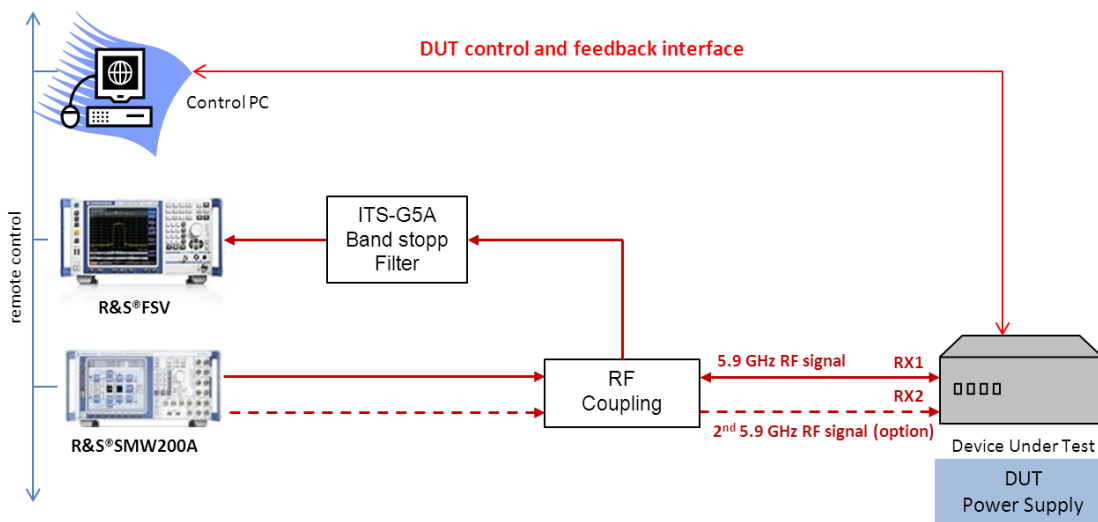 DUT control and feedback interface
Control PC
remote control
ITS-G5A
Band stopp
Filter
R&S®FSV
RF
Coupling
5.9 GHz RF signal
RX1
RX2
2nd 5.9 GHz RF signal (option)
R&S®SMW200A
Device Under Test
DUT
Power Supply